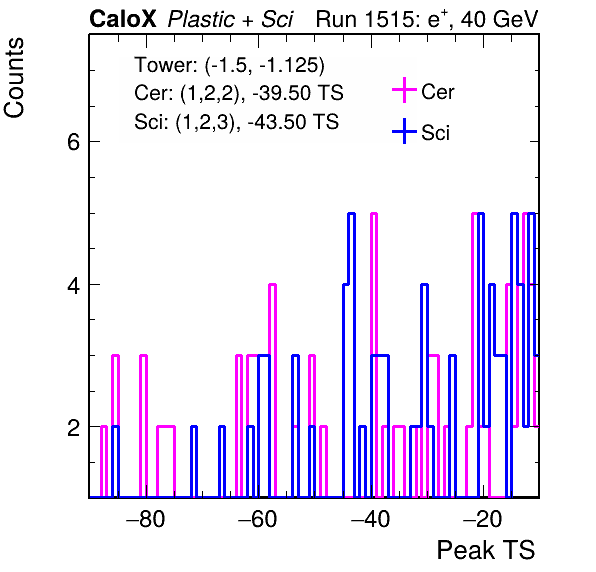 CaloX Plastic + Sci Run 1515: e+, 40 GeV
Counts
Tower: (-1.5, -1.125)
Cer: (1,2,2), -39.50 TS
Sci: (1,2,3), -43.50 TS
Cer
Sci
6
4
2
−80 −60 −40 −20
Peak TS